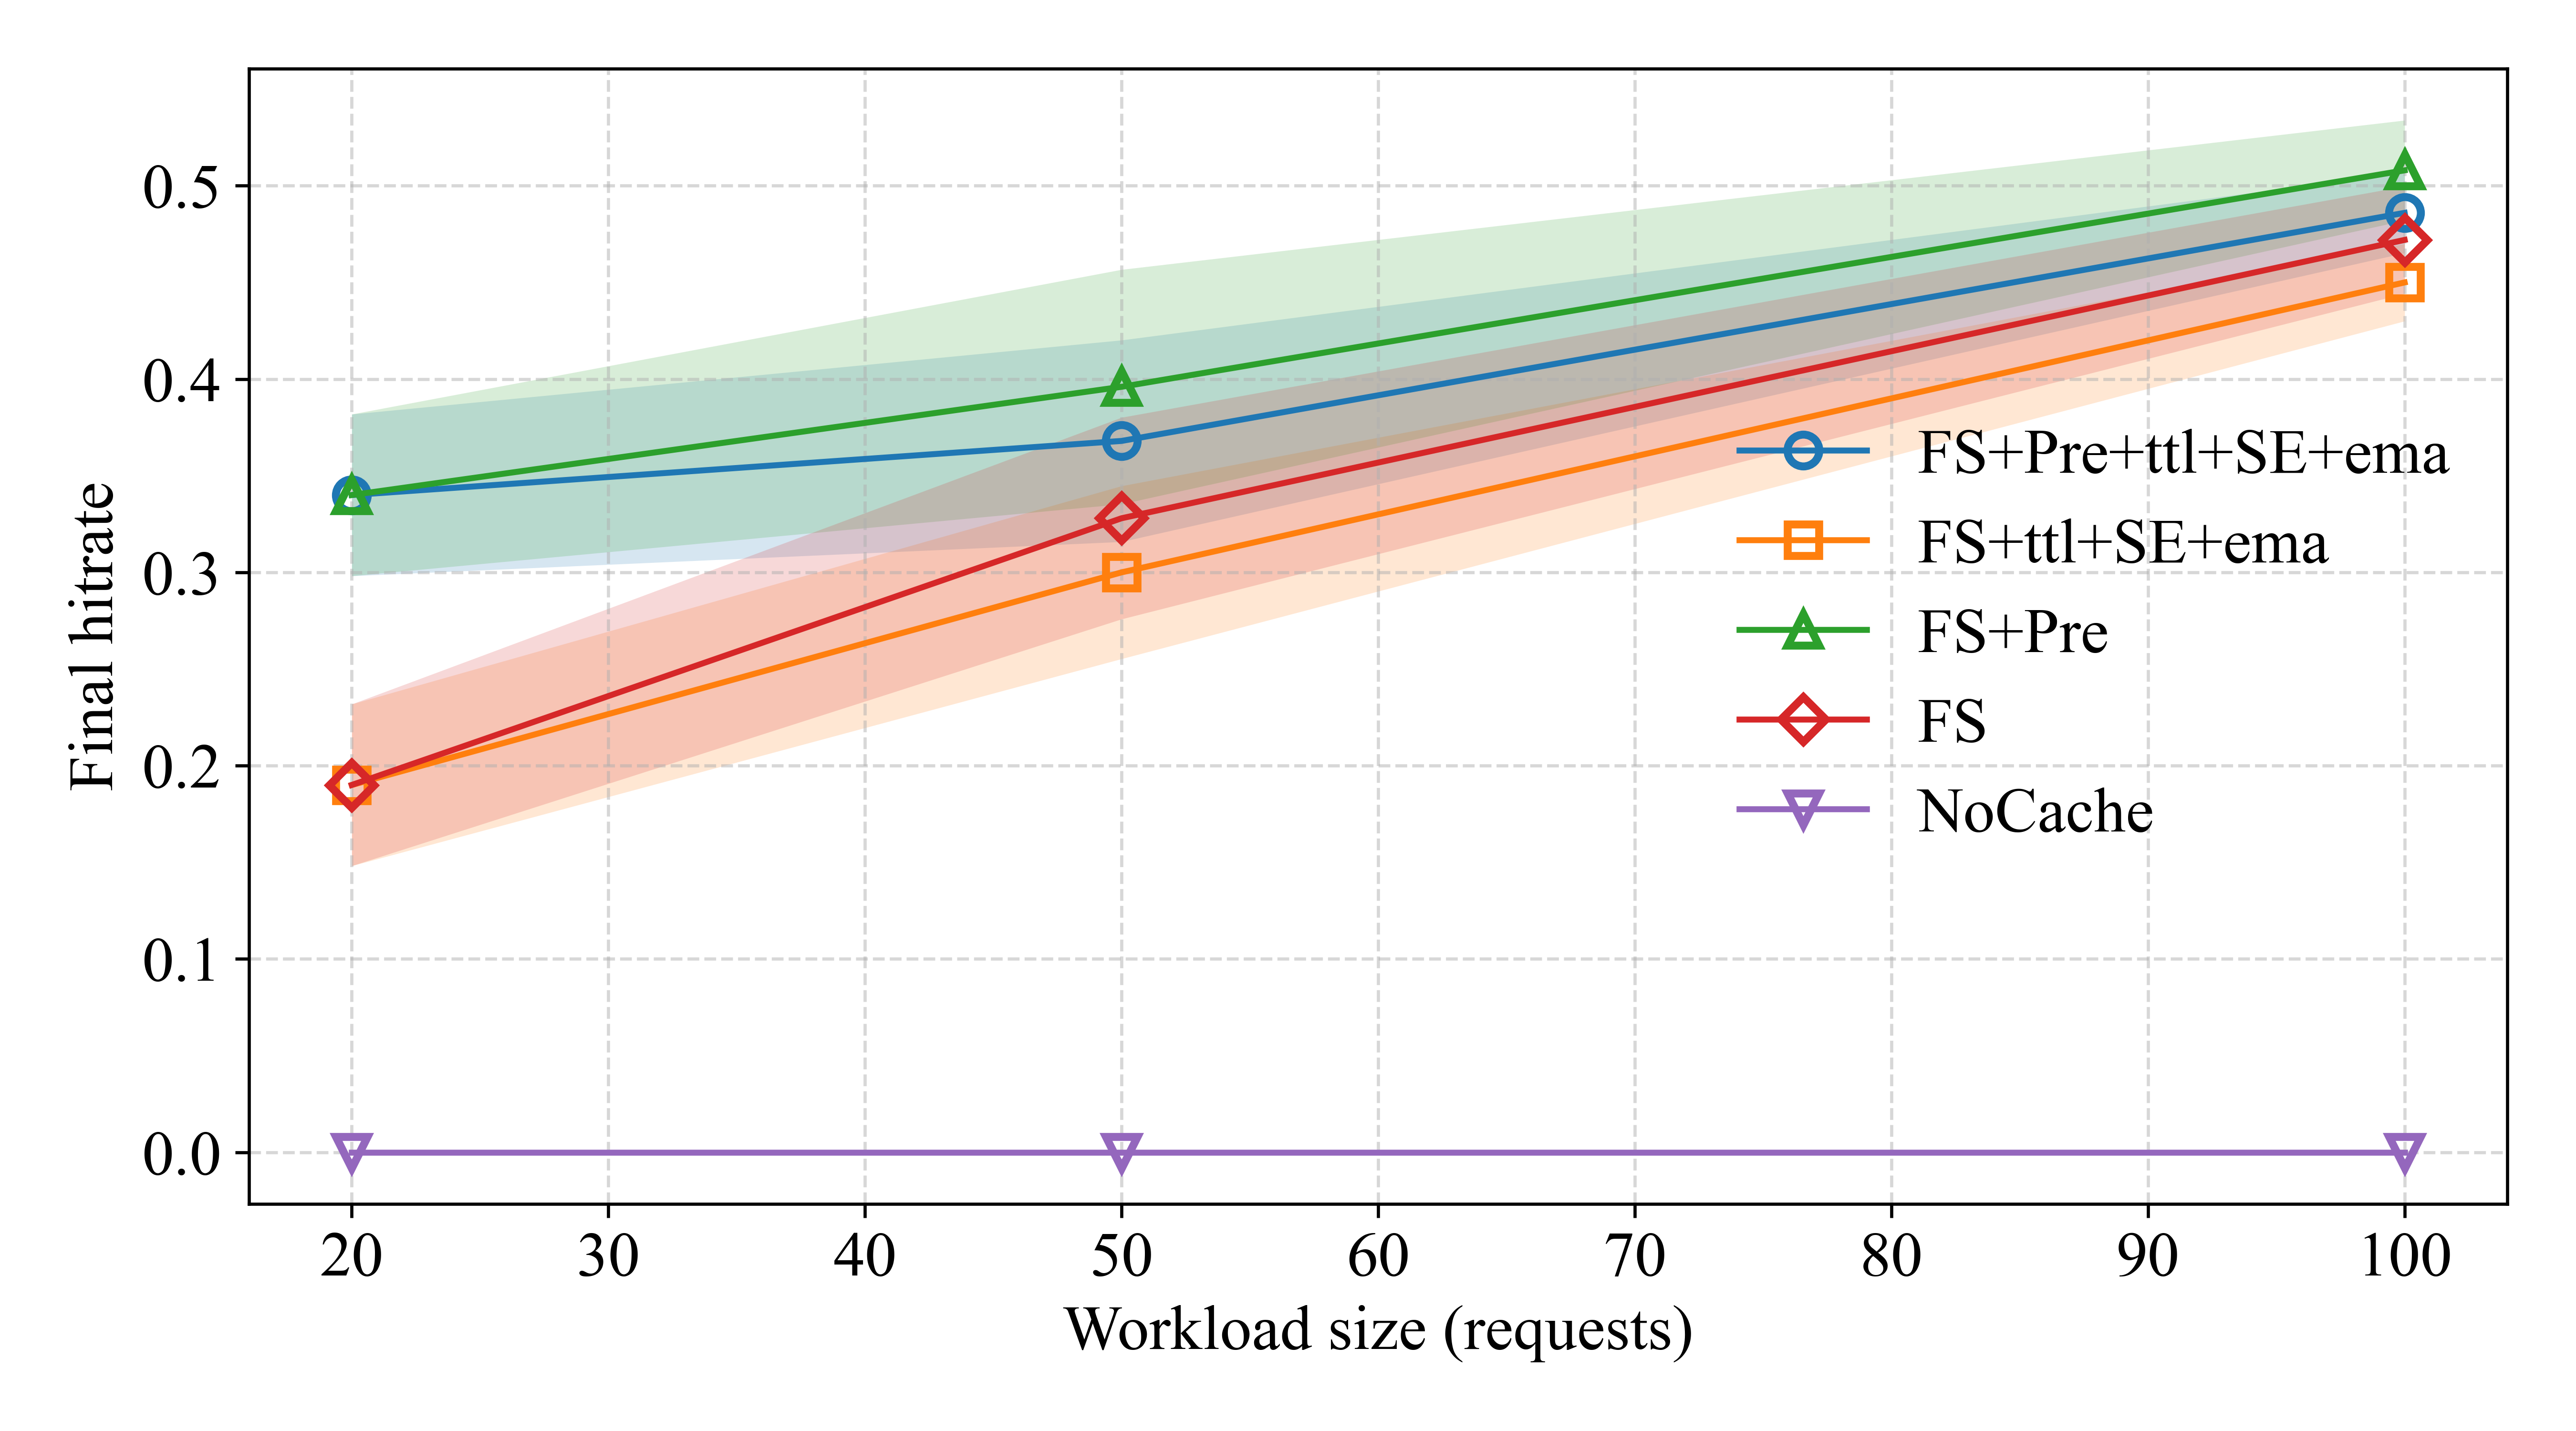 0.5
0.4
0.3
0.2
0.1
0.0
Final hitrate
FS+Pre+ttl+SE+ema
FS+ttl+SE+ema
FS+Pre
FS
NoCache
20 30 40 50 60 70 80 90 100
Workload size (requests)